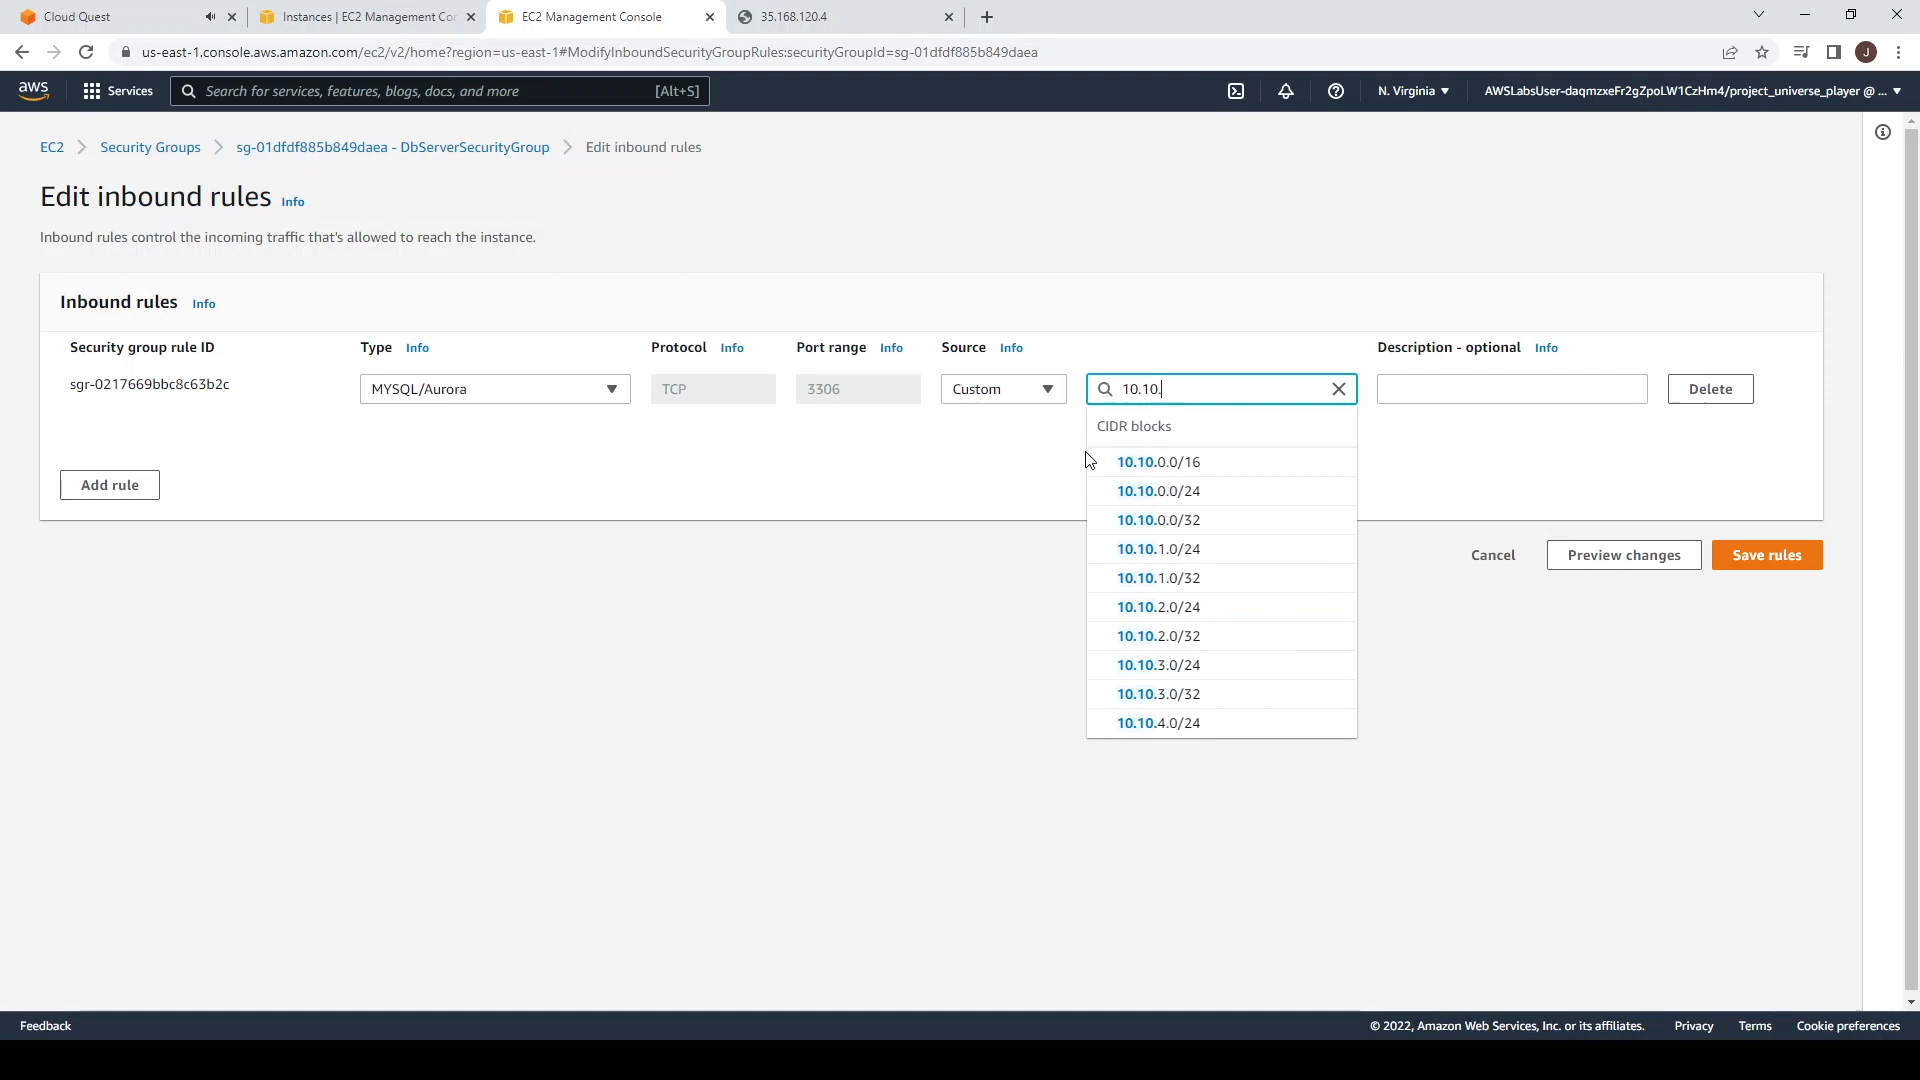 Cloud Quest
Instances | EC2 Management Cor
EC2 Management Console
35.168.120.4
us-east-1.console.aws.amazon.com/ec2/v2/home?region=us-east-1#ModifyInboundSecurityGroupRules:securityGroupId=sg-01dfdf885b849daea
J
aws
Services
Search for services, features, blogs, docs, and more
[Alt+S]
N. Virginia
AWSLabsUser-daqmzxeFr2gZpoLW1CzHm4/project_universe_player @ ...
EC2
Security Groups
sg-01dfdf885b849daea - DbServerSecurityGroup
Edit inbound rules
Edit inbound rules Info
Inbound rules control the incoming traffic that's allowed to reach the instance.
Inbound rules Info
Security group rule ID
Type Info
Protocol Info
Port range Info
Source Info
Description - optional Info
sgr-0217669bbc8c63b2c
MYSQL/Aurora
TCP
3306
Custom
10.10.
Delete
CIDR blocks
10.10.0.0/16
10.10.0.0/24
10.10.0.0/32
10.10.1.0/24
10.10.1.0/32
10.10.2.0/24
10.10.2.0/32
10.10.3.0/24
10.10.3.0/32
10.10.4.0/24
Add rule
Cancel
Preview changes
Save rules
Feedback
© 2022, Amazon Web Services, Inc. or its affiliates.
Privacy
Terms
Cookie preferences